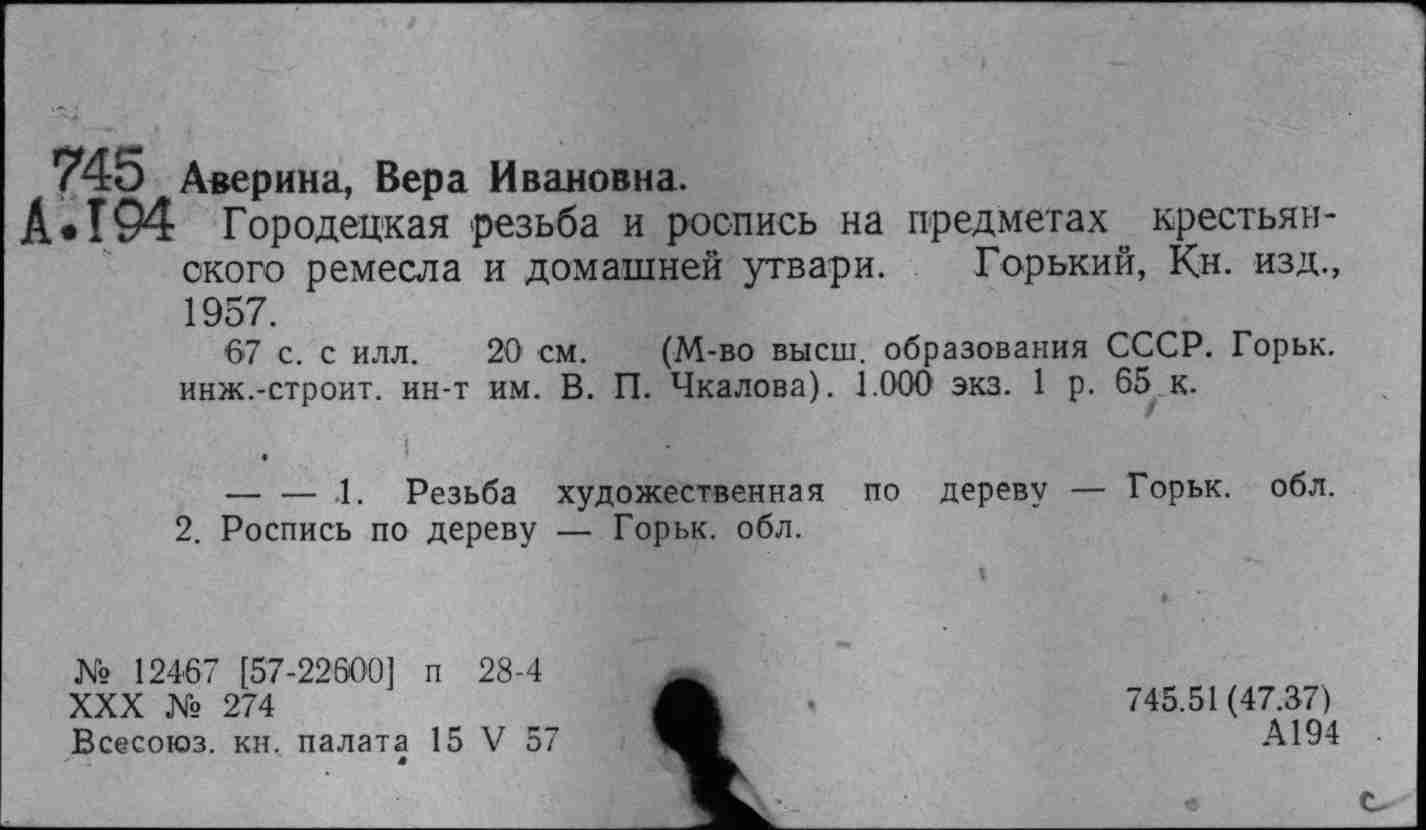 745 Аверина, Вера Ивановна.
А•I94 Городецкая резьба и роспись на предметах крестьян-
ского ремесла и домашней утвари. Горький, Кн. изд.,
1957.
67 с. с илл. 20 см. (М-во высш. образования СССР. Горьк.
инж.-строит. ин-т им. В. П. Чкалова). 1.000 экз. 1 р. 65 к.
— — 1. Резьба художественная по дереву — Горьк. обл.
2. Роспись по дереву — Горьк. обл.
№ 12467 [57-22600] п 28-4
XXX № 274
745.51(47.37)
Всесоюз. кн. палата 15 V 57
А194
с